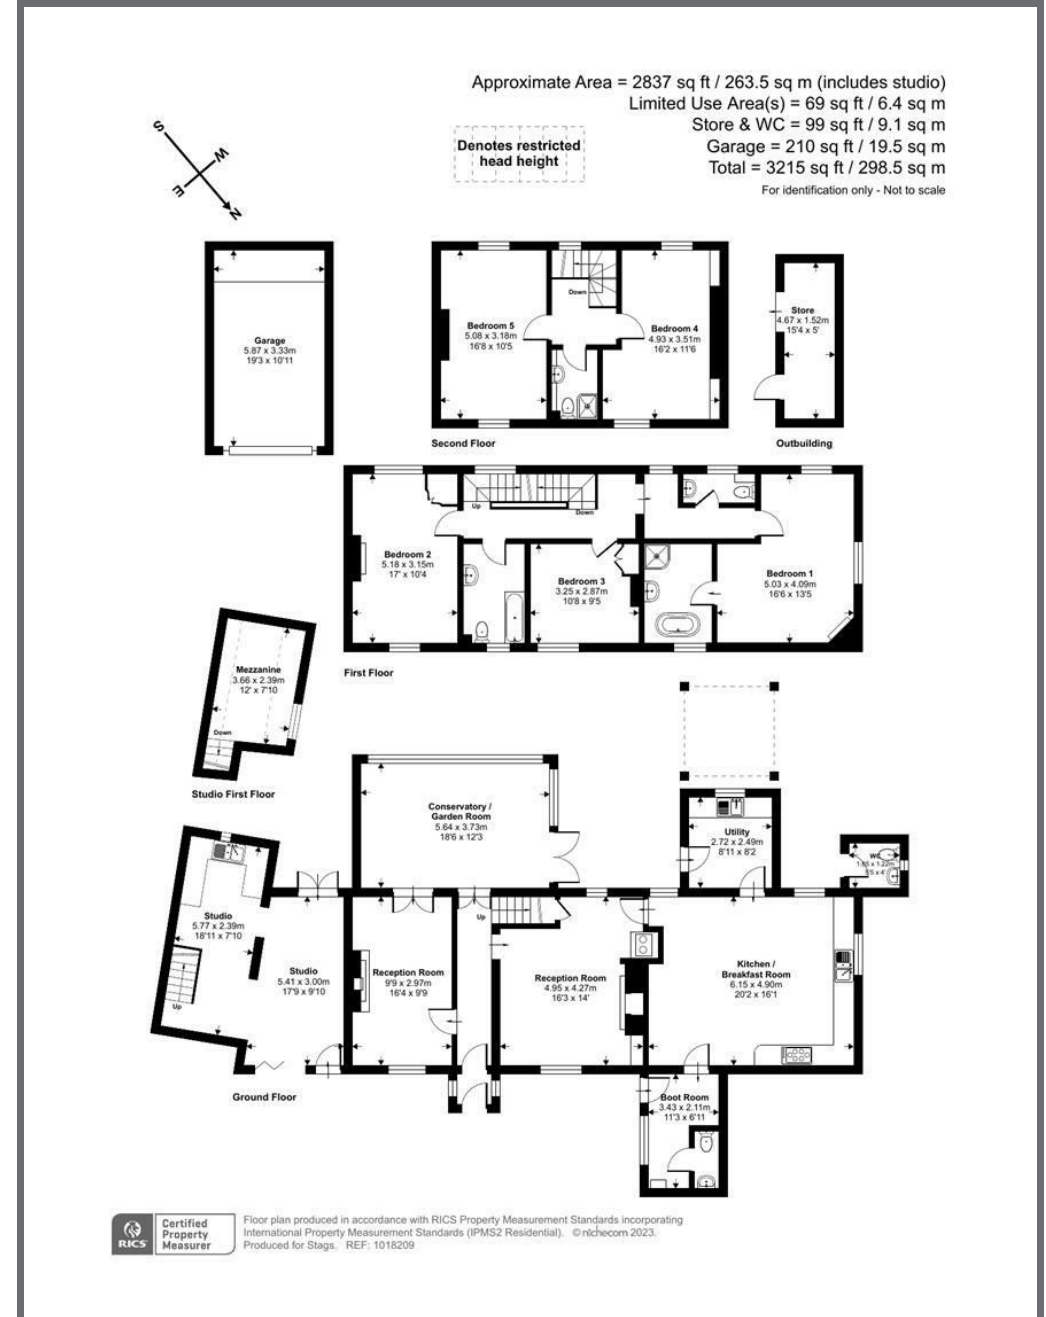 Approximate Area = 2837 sq ft / 263.5 sq m (includes studio)
Limited Use Area(s) = 69 sq ft / 6.4 sq m
Store & WC = 99 sq ft / 9.1 sq m
Garage = 210 sq ft / 19.5 sq m
Total = 3215 sq ft / 298.5 sq m
For identification only - Not to scale
Denotes restricted
head height
S
W
E
N
Garage
5.87 x 3.33m
19'3 x 10'11
Bedroom 5
5.08 x 3.18m
16'8 x 10'5
Down
Bedroom 4
4.93 x 3.51m
16'2 x 11'6
Second Floor
Store
4.67 x 1.52m
15'4 x 5'
Outbuilding
Bedroom 2
5.18 x 3.15m
17' x 10'4
Up
Down
Bedroom 3
3.25 x 2.87m
10'8 x 9'5
Bedroom 1
5.03 x 4.09m
16'6 x 13'5
First Floor
Mezzanine
3.66 x 2.39m
12' x 7'10
Down
Studio First Floor
Conservatory /
Garden Room
5.64 x 3.73m
18'6 x 12'3
Utility
2.72 x 2.49m
8'11 x 8'2
WC
1.65 x 1.22m
5'5 x 4'
Studio
5.77 x 2.39m
18'11 x 7'10
Up
Studio
5.41 x 3.00m
17'9 x 9'10
Reception Room
9'9 x 2.97m
16'4 x 9'9
Up
Reception Room
4.95 x 4.27m
16'3 x 14'
Kitchen /
Breakfast Room
6.15 x 4.90m
20'2 x 16'1
Boot Room
3.43 x 2.11m
11'3 x 6'11
Ground Floor
RICS
Certified
Property
Measurer
Floor plan produced in accordance with RICS Property Measurement Standards incorporating
International Property Measurement Standards (IPMS2 Residential). © nichecom 2023.
Produced for Stags. REF: 1018209